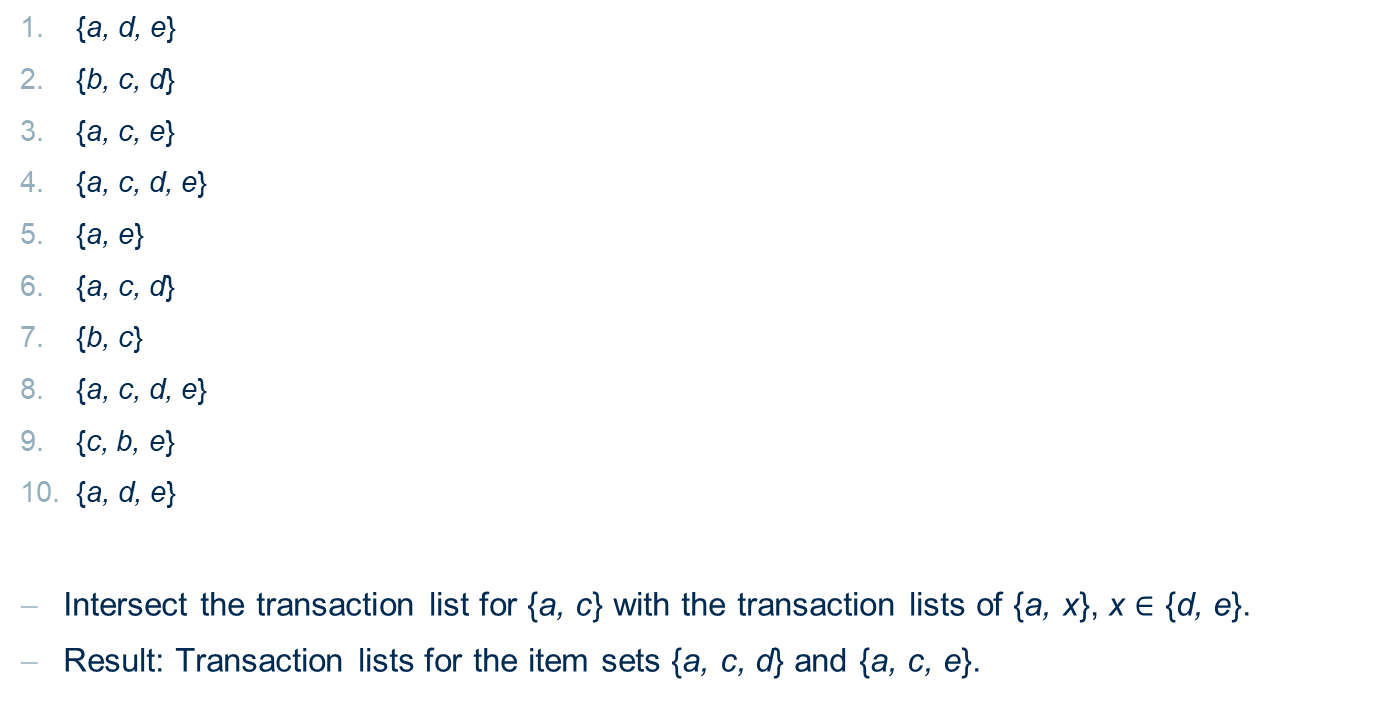 1. {a, d, e}
2. {b, c, d}
3. {a, c, e}
4. {a, c, d, e}
5. {a, e}
6. {a, c, d}
7. {b, c}
8. {a, c, d, e}
9. {c, b, e}
10. {a, d, e}
– Intersect the transaction list for {a, c} with the transaction lists of {a, x}, x ∈ {d, e}.
– Result: Transaction lists for the item sets {a, c, d} and {a, c, e}.